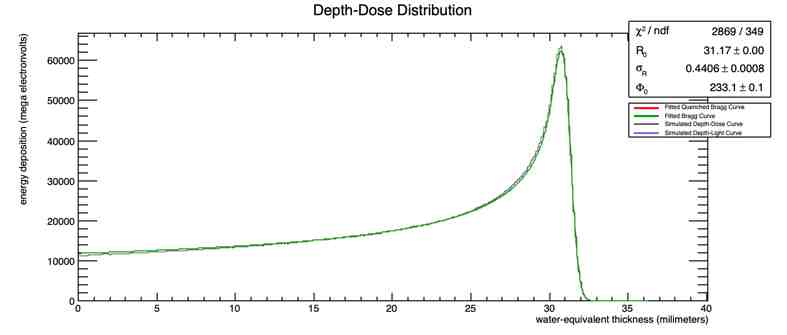 Depth-Dose Distribution
χ² / ndf 2869 / 349
R₀ 31.17 ± 0.00
σ_R 0.4406 ± 0.0008
Φ₀ 233.1 ± 0.1
Fitted Quenched Bragg Curve
Fitted Bragg Curve
Simulated Depth-Dose Curve
Simulated Depth-Light Curve
energy deposition (mega electronvolts)
60000
50000
40000
30000
20000
10000
0
0 5 10 15 20 25 30 35 40
water-equivalent thickness (milimeters)